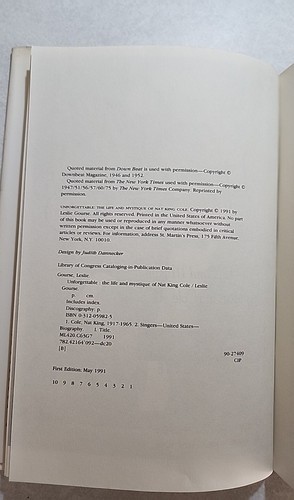 Quoted material from Down Beat is used with permission—Copyright ©
Downbeat Magazine, 1946 and 1952.
Quoted material from The New York Times used with permission—Copyright ©
1947/51/56/57/60/75 by The New York Times Company. Reprinted by
permission.
UNFORGETTABLE: THE LIFE AND MYSTIQUE OF NAT KING COLE. Copyright © 1991 by
Leslie Gourse. All rights reserved. Printed in the United States of America. No part
of this book may be used or reproduced in any manner whatsoever without
written permission except in the case of brief quotations embodied in critical
articles or reviews. For information, address St. Martin's Press, 175 Fifth Avenue,
New York, N.Y. 10010.
Design by Judith Dannecker
Library of Congress Cataloging-in-Publication Data
Gourse, Leslie
Unforgettable : the life and mystique of Nat King Cole / Leslie
Gourse
p. cm.
Includes index.
Discography: p.
ISBN 0-312-05982-5
1. Cole, Nat King, 1917-1965. 2. Singers—United States—
Biography I. Title.
ML420.C63G7 1991
782.42164'092—dc20
[B] 90-27409
CIP
First Edition: May 1991
10 9 8 7 6 5 4 3 2 1